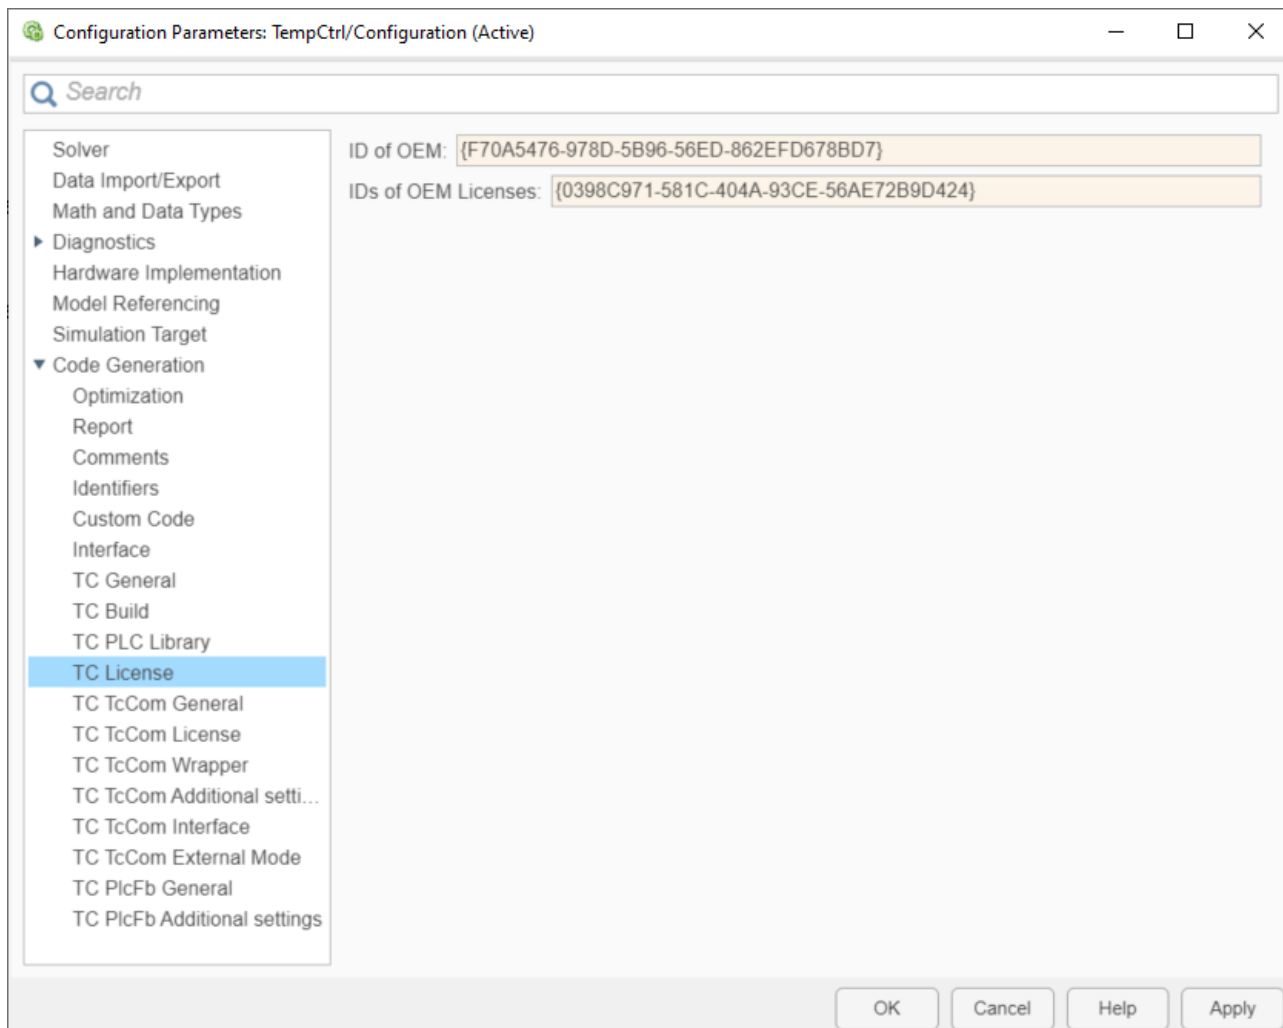 Configuration Parameters: TempCtrl/Configuration (Active)
Search
Solver
Data Import/Export
Math and Data Types
Diagnostics
Hardware Implementation
Model Referencing
Simulation Target
Code Generation
Optimization
Report
Comments
Identifiers
Custom Code
Interface
TC General
TC Build
TC PLC Library
TC License
TC TcCom General
TC TcCom License
TC TcCom Wrapper
TC TcCom Additional setti...
TC TcCom Interface
TC TcCom External Mode
TC PlcFb General
TC PlcFb Additional settings
ID of OEM: {F70A5476-978D-5B96-56ED-862EFD678BD7}
IDs of OEM Licenses: {0398C971-581C-404A-93CE-56AE72B9D424}
OK Cancel Help Apply